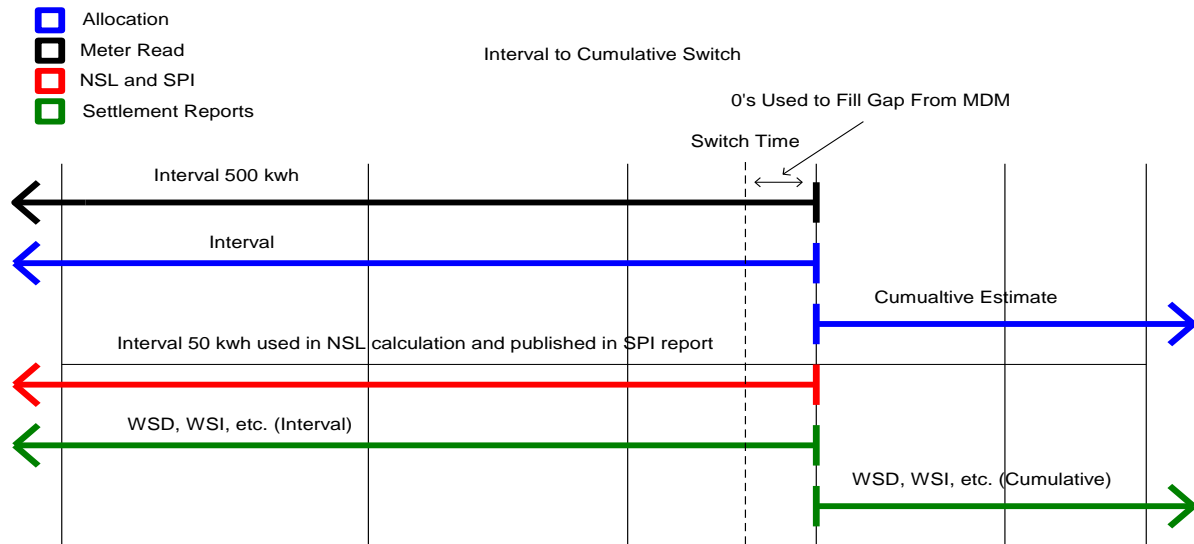 Allocation
Meter Read
Interval to Cumulative Switch
NSL and SPI
0's Used to Fill Gap From MDM
Settlement Reports
Switch Time
Interval 500 kwh
Interval
Cumualtive Estimate
Interval 50 kwh used in NSL calculation and published in SPI report
WSD, WSI, etc. (Interval)
WSD, WSI, etc. (Cumulative)